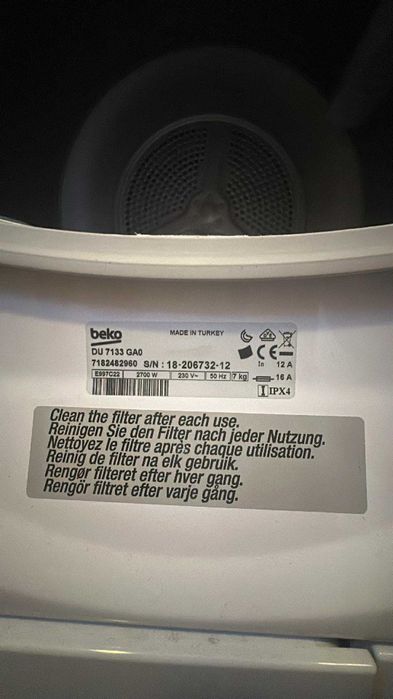 beko
MADE IN TURKEY
DU 7133 GA0
7182482960 S/N : 18-206732-12
In 12 A
E997C22 2700 W 230 V~ 50 Hz 7 kg
16 A
IPX4
Clean the filter after each use.
Reinigen Sie den Filter nach jeder Nutzung.
Nettoyez le filtre après chaque utilisation.
Reinig de filter na elk gebruik.
Rengør filteret efter hver gang.
Rengör filtret efter varje gång.